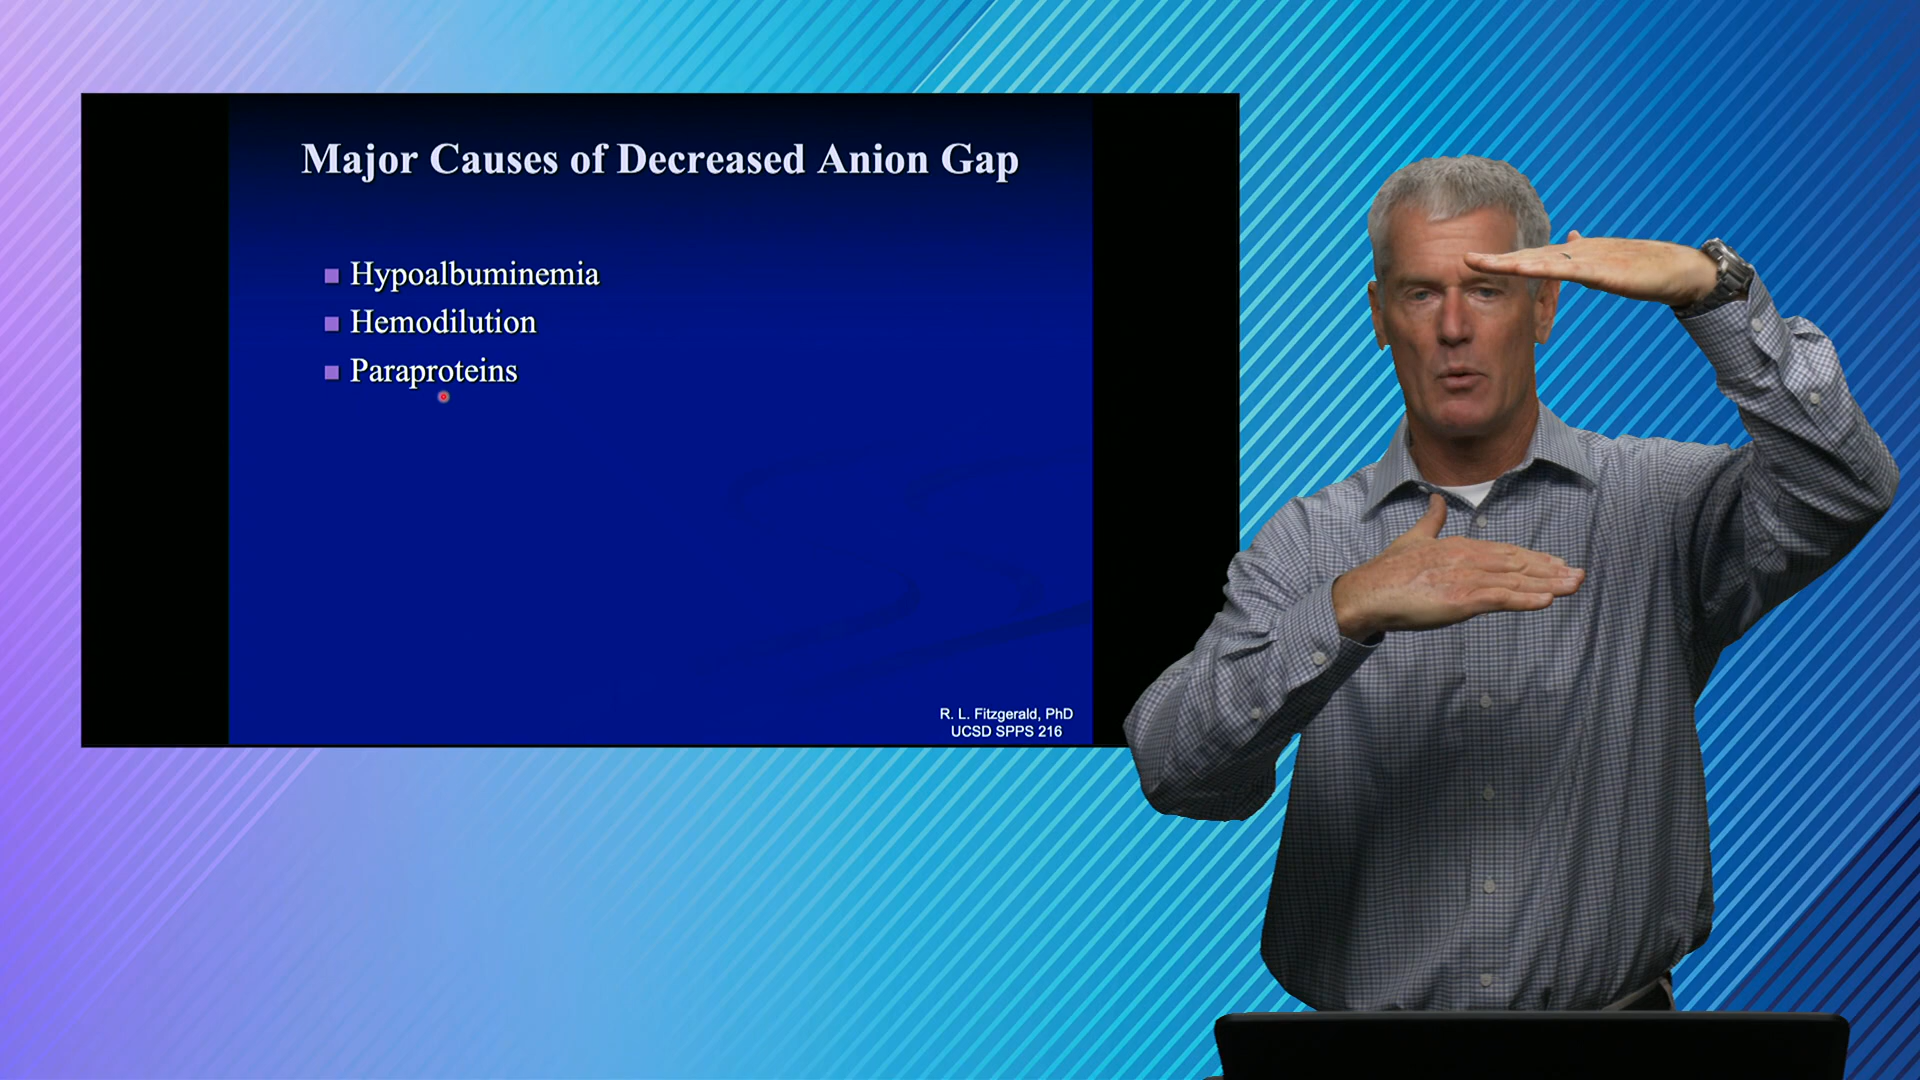 Major Causes of Decreased Anion Gap
Hypoalbuminemia
Hemodilution
Paraproteins
R. L. Fitzgerald, PhD
UCSD SPPS 216